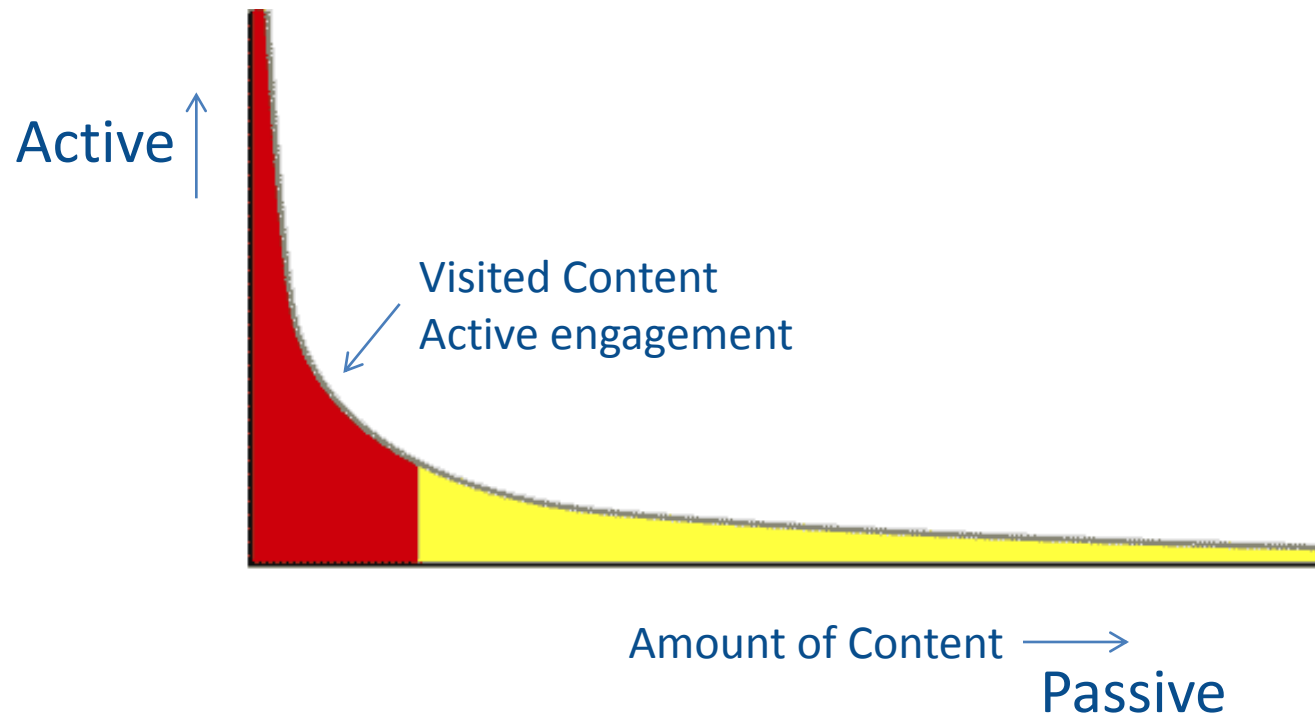 Active
Visited Content
Active engagement
Amount of Content
Passive